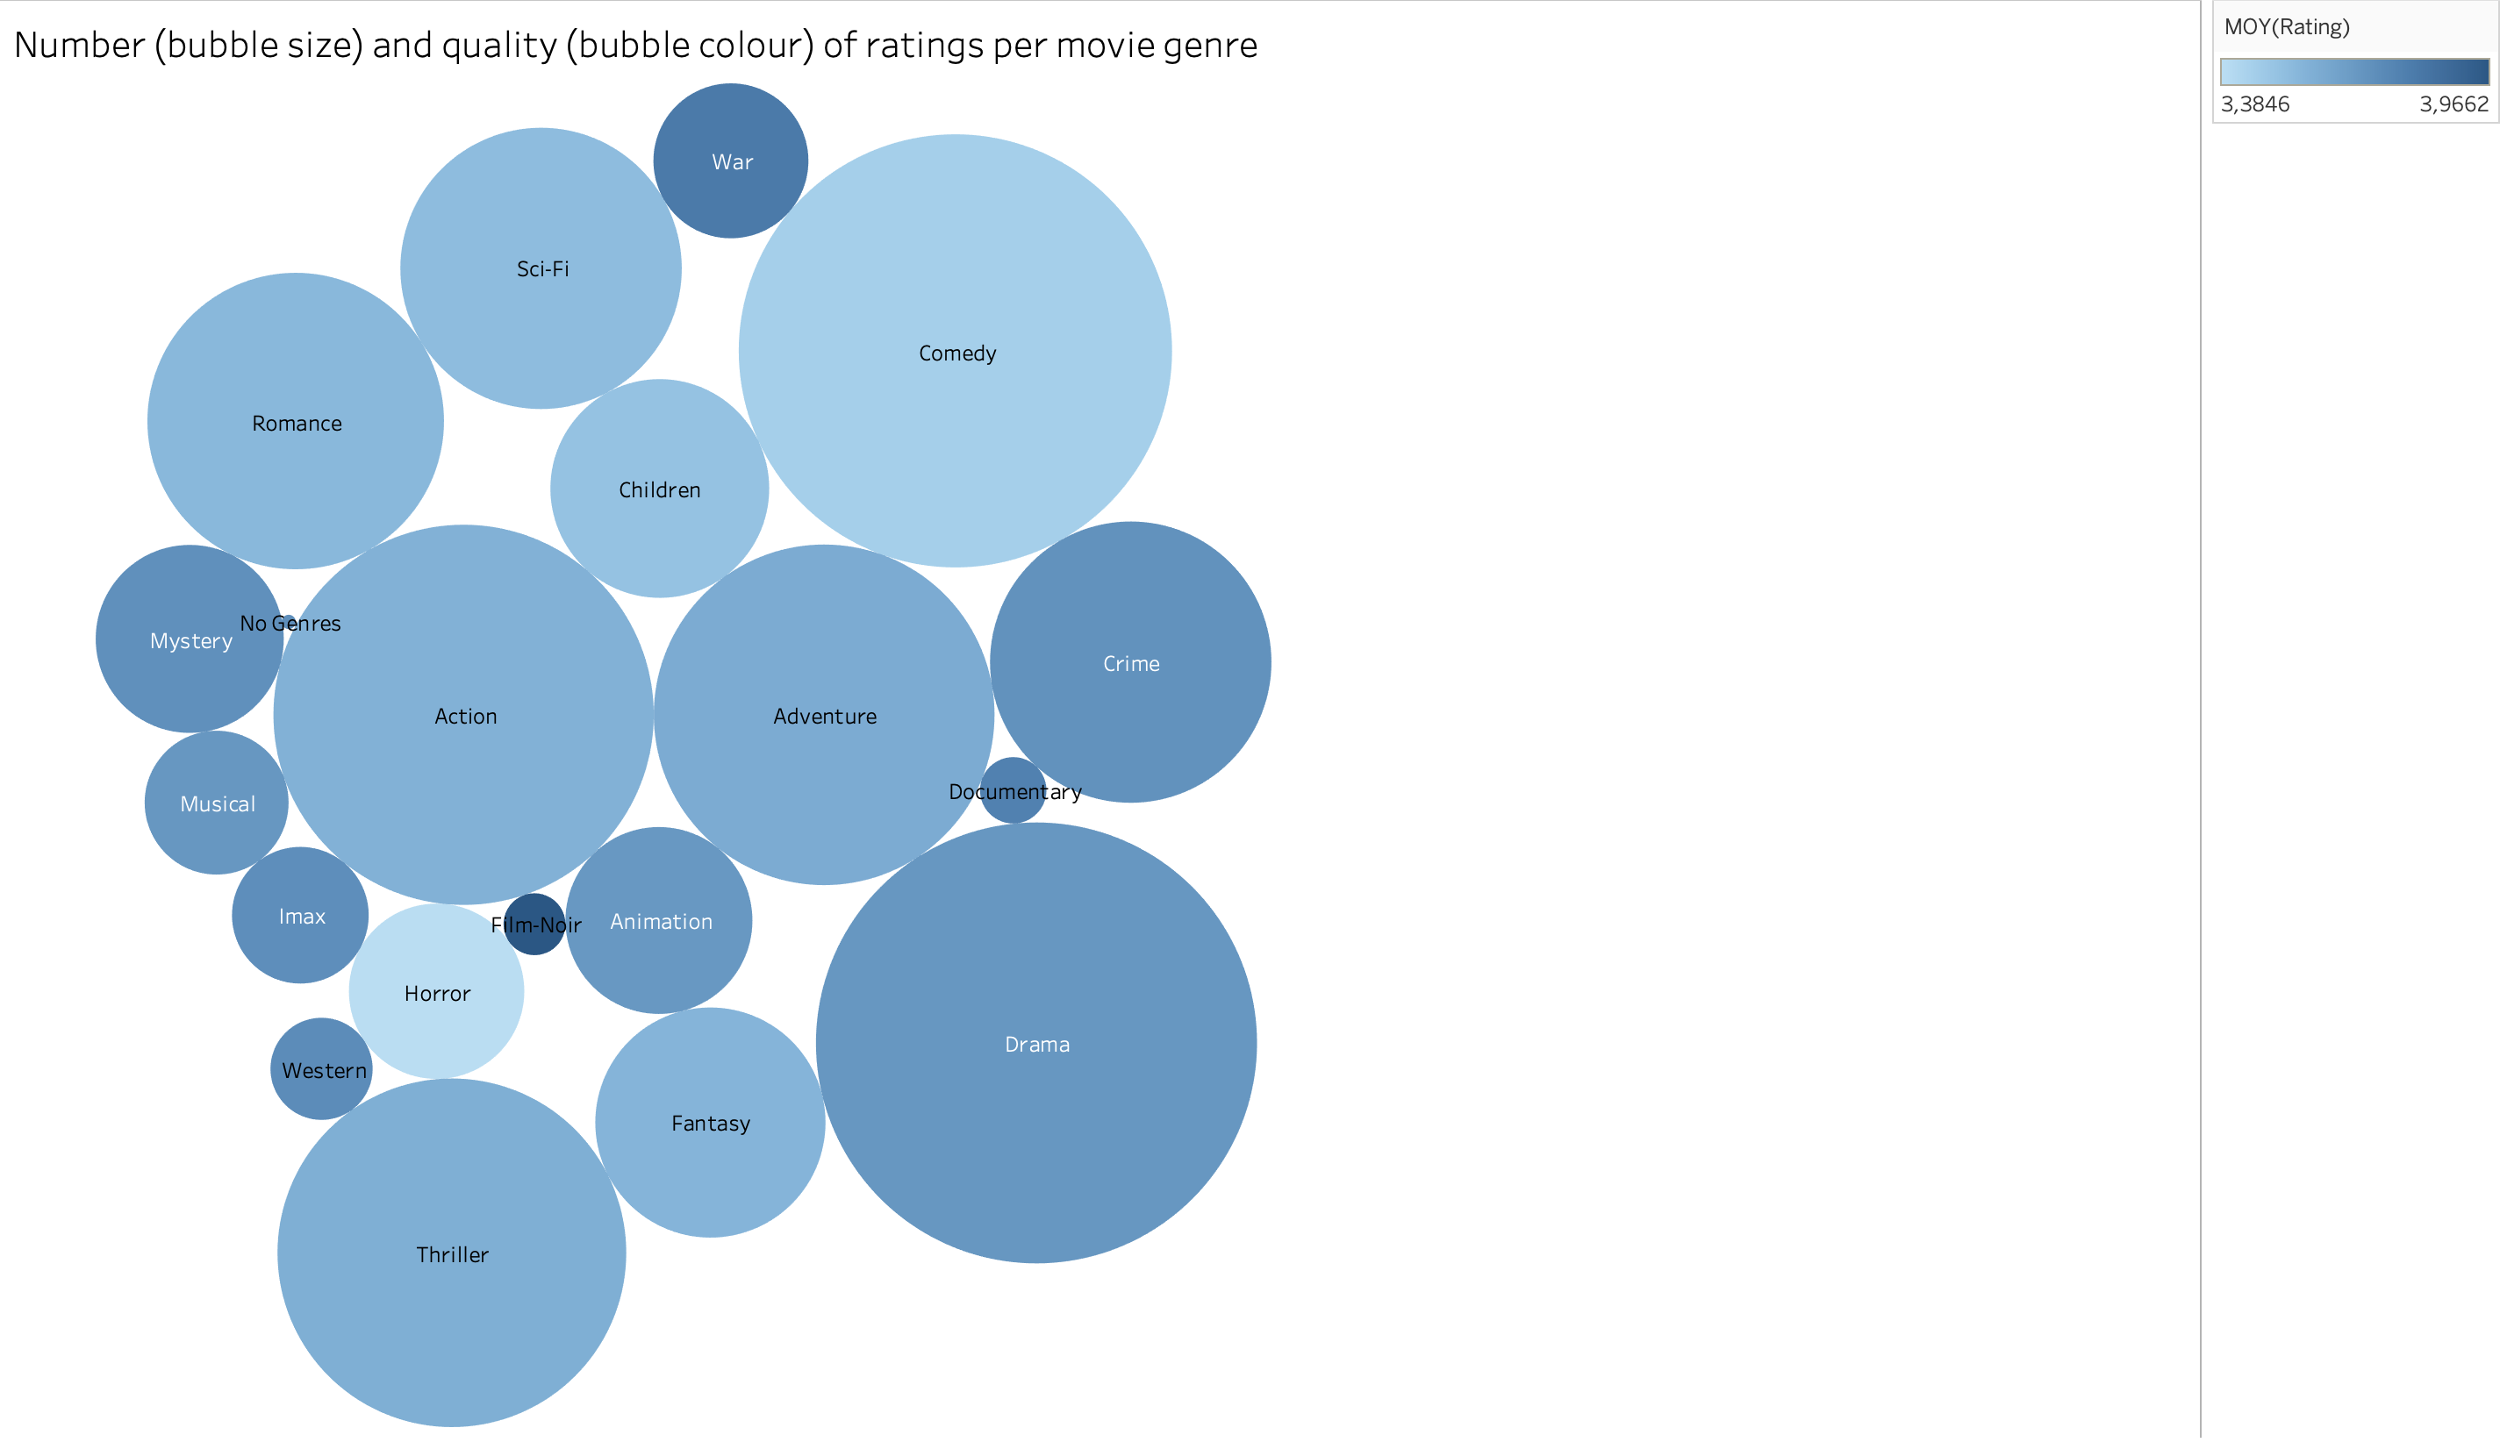 Number (bubble size) and quality (bubble colour) of ratings per movie genre
MOY(Rating)
3,3846
3,9662
War
Sci-Fi
Comedy
Romance
Children
No Genres
Mystery
Crime
Action
Adventure
Documentary
Musical
Imax
Film-Noir
Animation
Horror
Drama
Western
Fantasy
Thriller